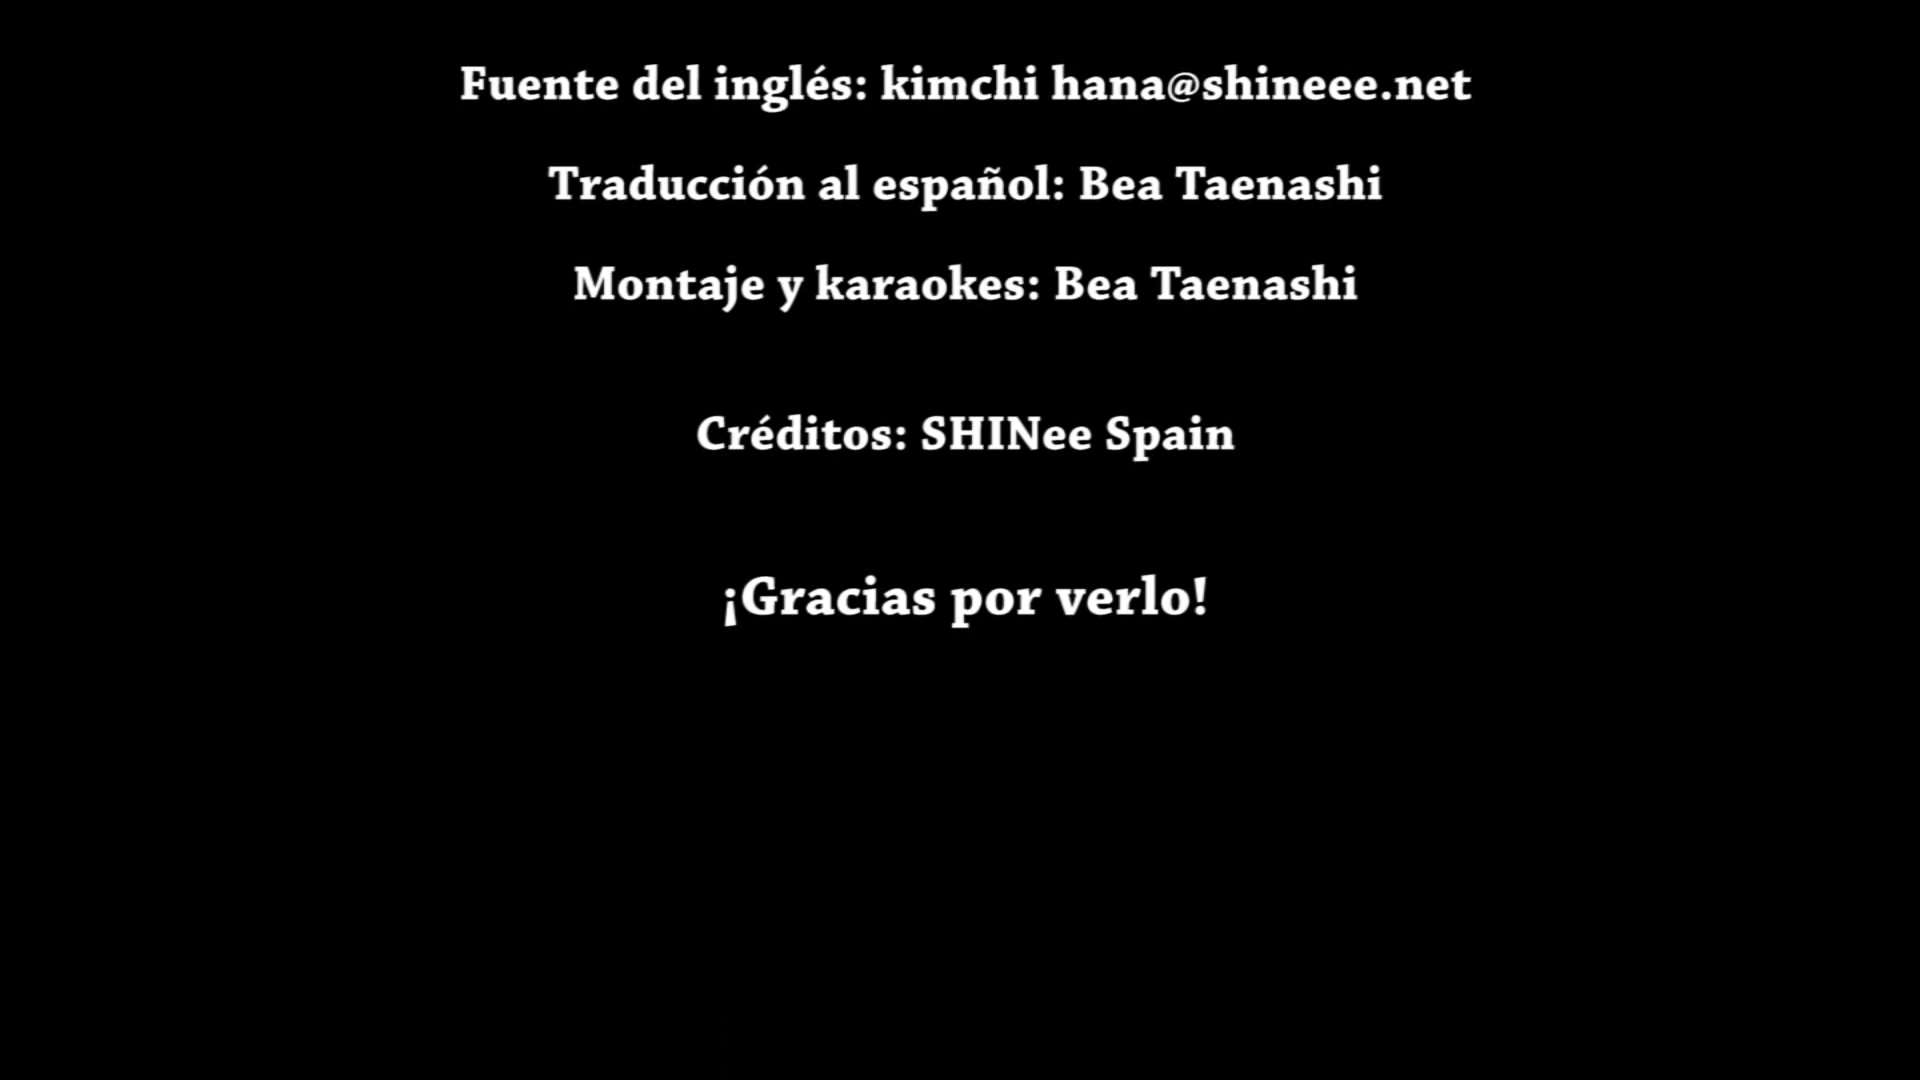 Fuente del inglés: kimchi hana@shineee.net
Traducción al español: Bea Taenashi
Montaje y karaokes: Bea Taenashi
Créditos: SHINee Spain
¡Gracias por verlo!